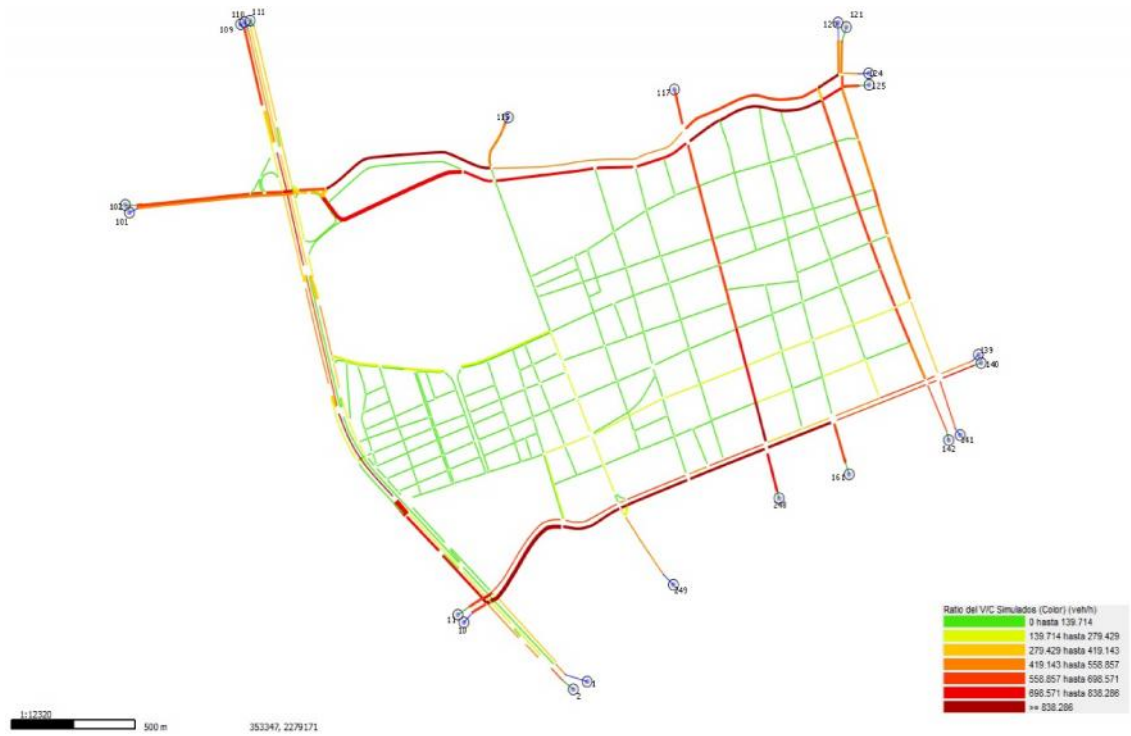 110 111
109
120 121
124
125
117
115
102
101
139
140
141
142
161
248
249
11
10
1
2
Ratio del V/C Simulados (Color) (veh/h)
0 hasta 139.714
139.714 hasta 279.429
279.429 hasta 419.143
419.143 hasta 558.857
558.857 hasta 698.571
698.571 hasta 838.286
>= 838.286
1:12320
500 m
353347, 2279171